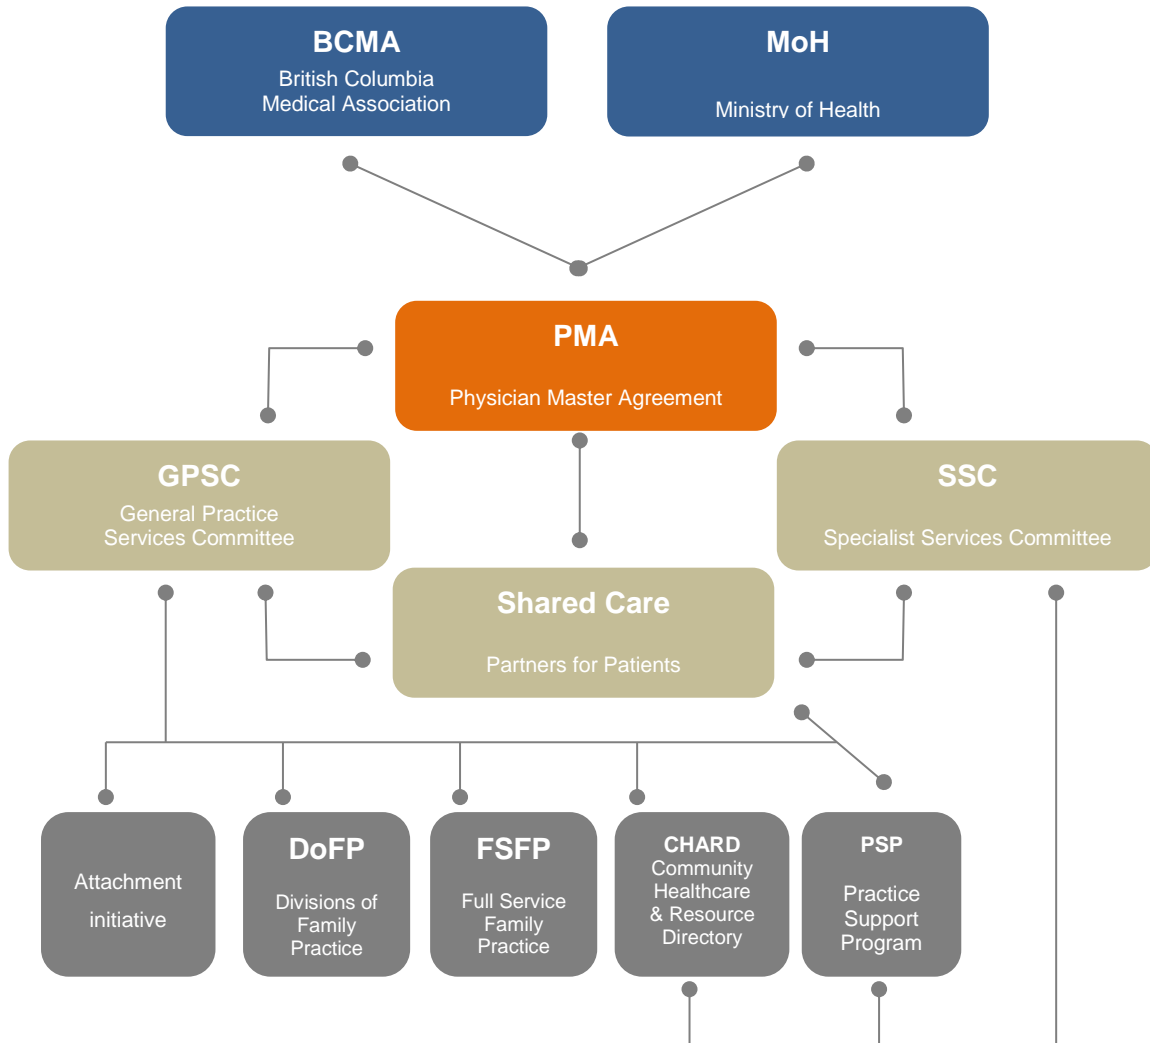 BCMA
British Columbia
Medical Association
MoH
Ministry of Health
PMA
Physician Master Agreement
GPSC
General Practice
Services Committee
SSC
Specialist Services Committee
Shared Care
Partners for Patients
Attachment
initiative
DoFP
Divisions of
Family
Practice
FSFP
Full Service
Family
Practice
CHARD
Community
Healthcare
& Resource
Directory
PSP
Practice
Support
Program